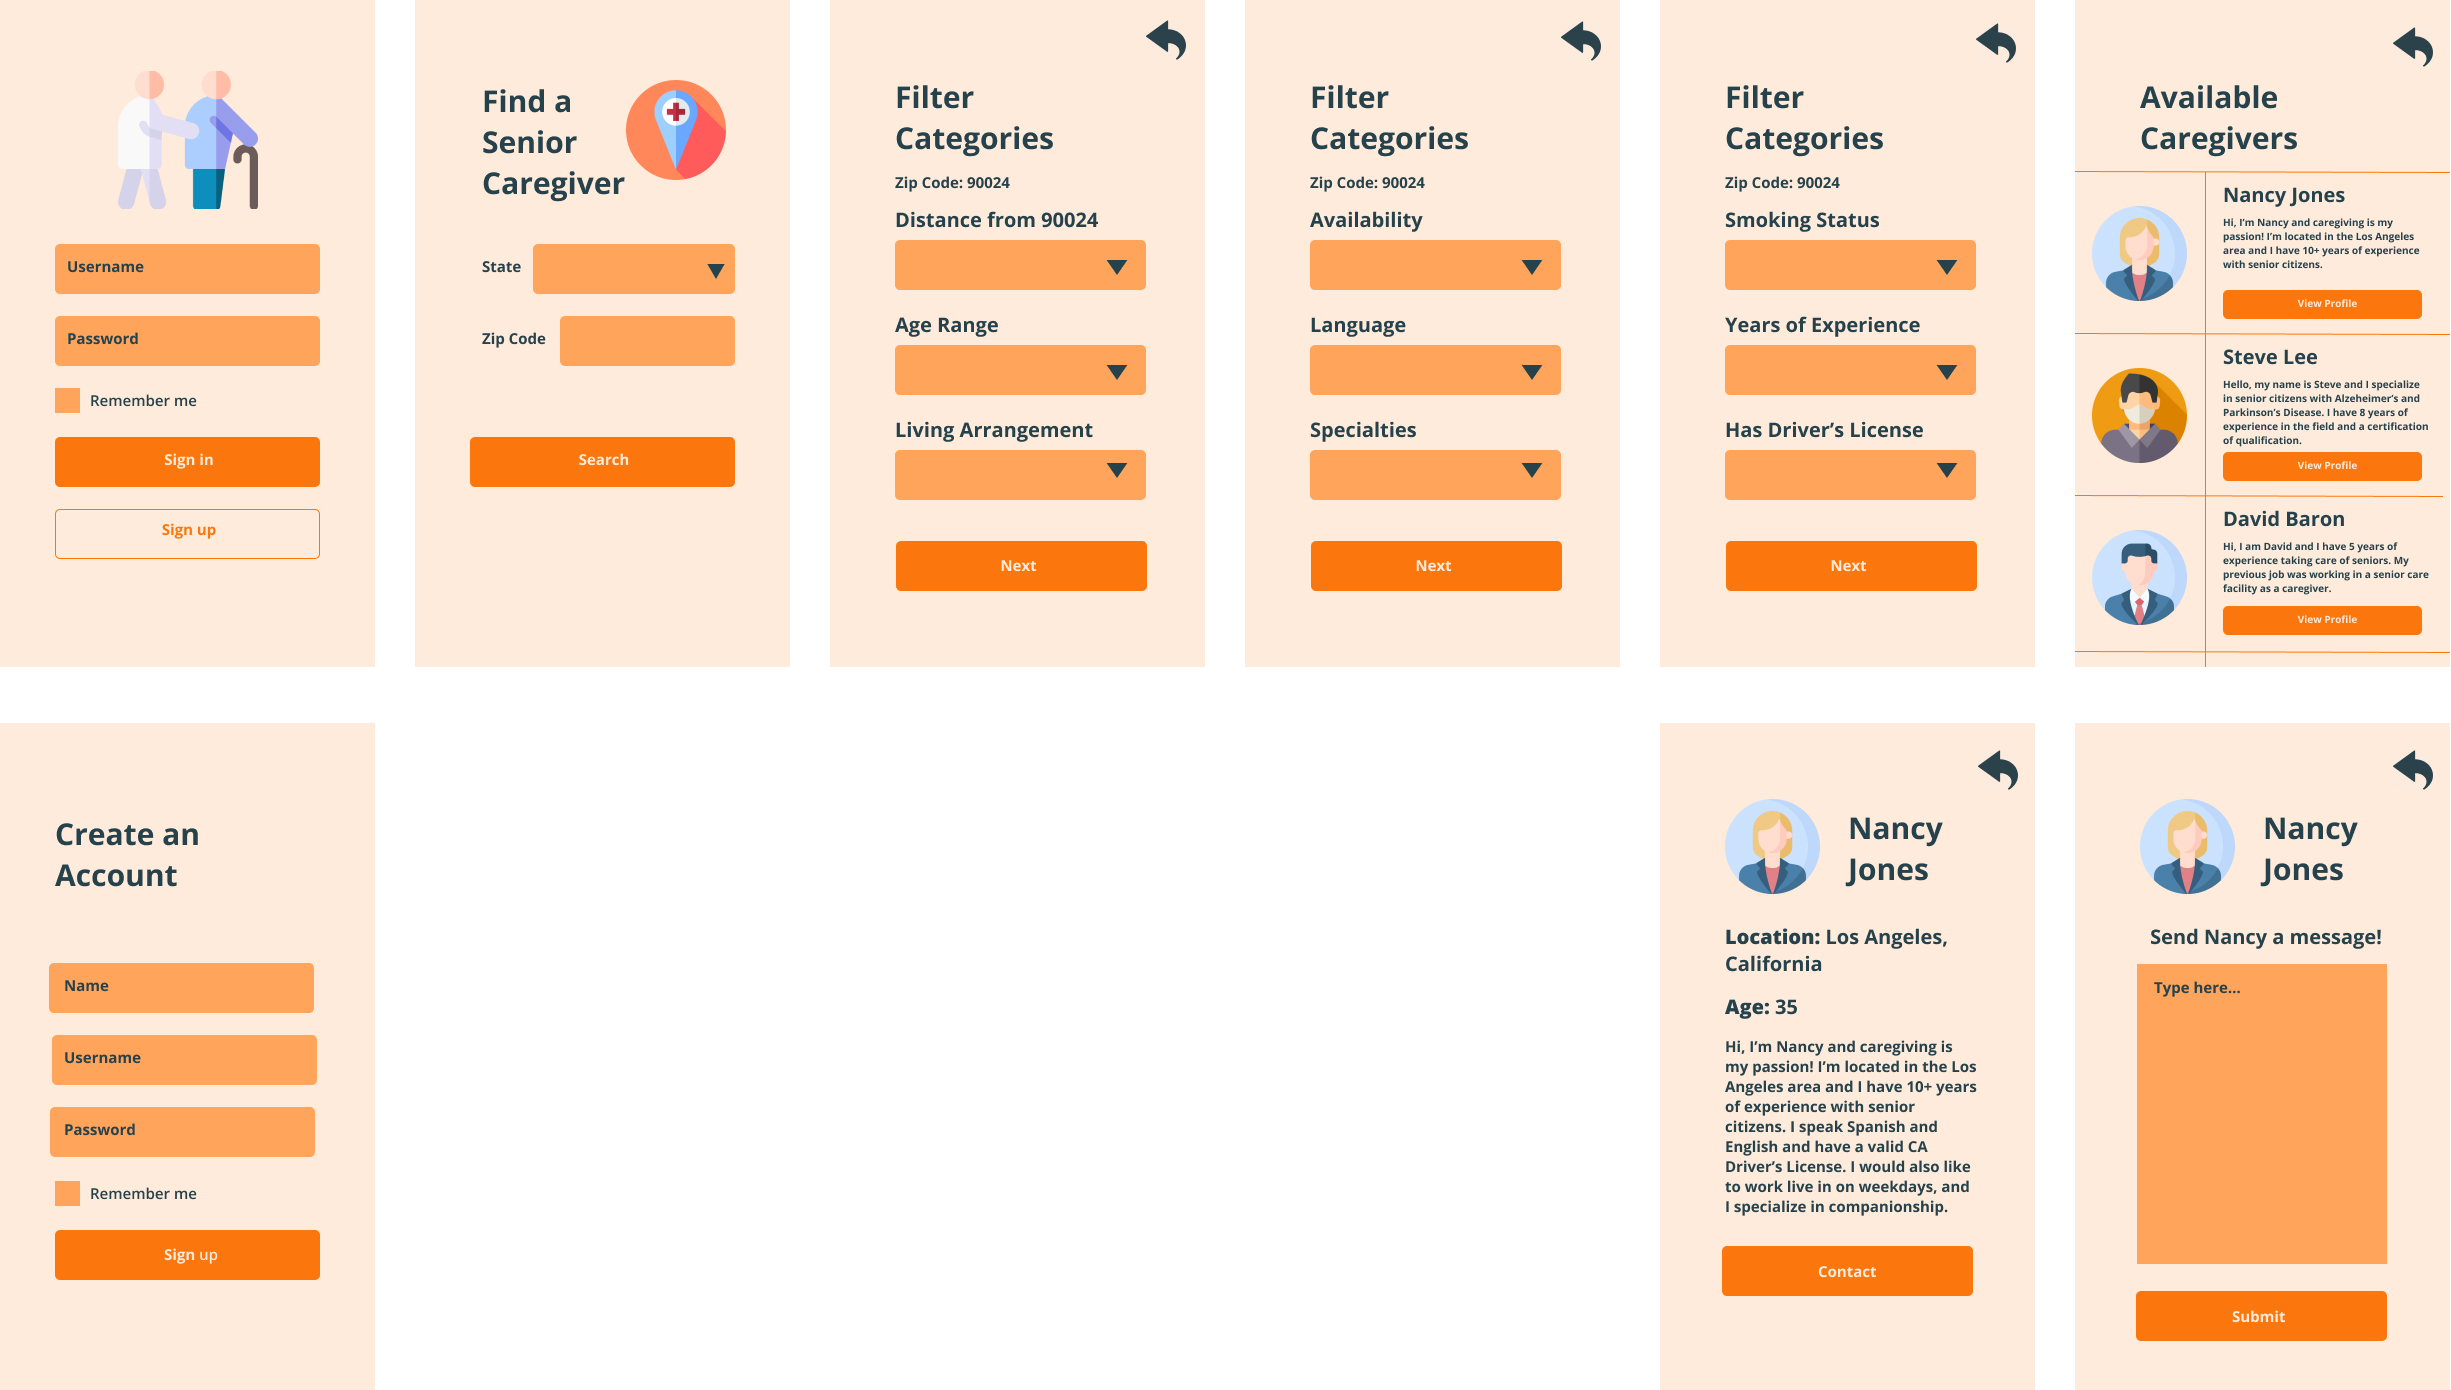 Username
Password
Remember me
Sign in
Sign up
Find a
Senior
Caregiver
State
Zip Code
Search
Filter
Categories
Zip Code: 90024
Distance from 90024
Age Range
Living Arrangement
Next
Filter
Categories
Zip Code: 90024
Availability
Language
Specialties
Next
Filter
Categories
Zip Code: 90024
Smoking Status
Years of Experience
Has Driver’s License
Next
Available
Caregivers
Nancy Jones
Hi, I’m Nancy and caregiving is my
passion! I’m located in the Los Angeles
area and I have 10+ years of experience
with senior citizens.
View Profile
Steve Lee
Hello, my name is Steve and I specialize
in senior citizens with Alzeheimer’s and
Parkinson’s Disease. I have 8 years of
experience in the field and a certification
of qualification.
View Profile
David Baron
Hi, I am David and I have 5 years of
experience taking care of seniors. My
previous job was working in a senior care
facility as a caregiver.
View Profile
Create an
Account
Name
Username
Password
Remember me
Sign up
Nancy
Jones
Location: Los Angeles,
California
Age: 35
Hi, I’m Nancy and caregiving is
my passion! I’m located in the Los
Angeles area and I have 10+ years
of experience with senior
citizens. I speak Spanish and
English and have a valid CA
Driver’s License. I would also like
to work live in on weekdays, and
I specialize in companionship.
Contact
Nancy
Jones
Send Nancy a message!
Type here...
Submit